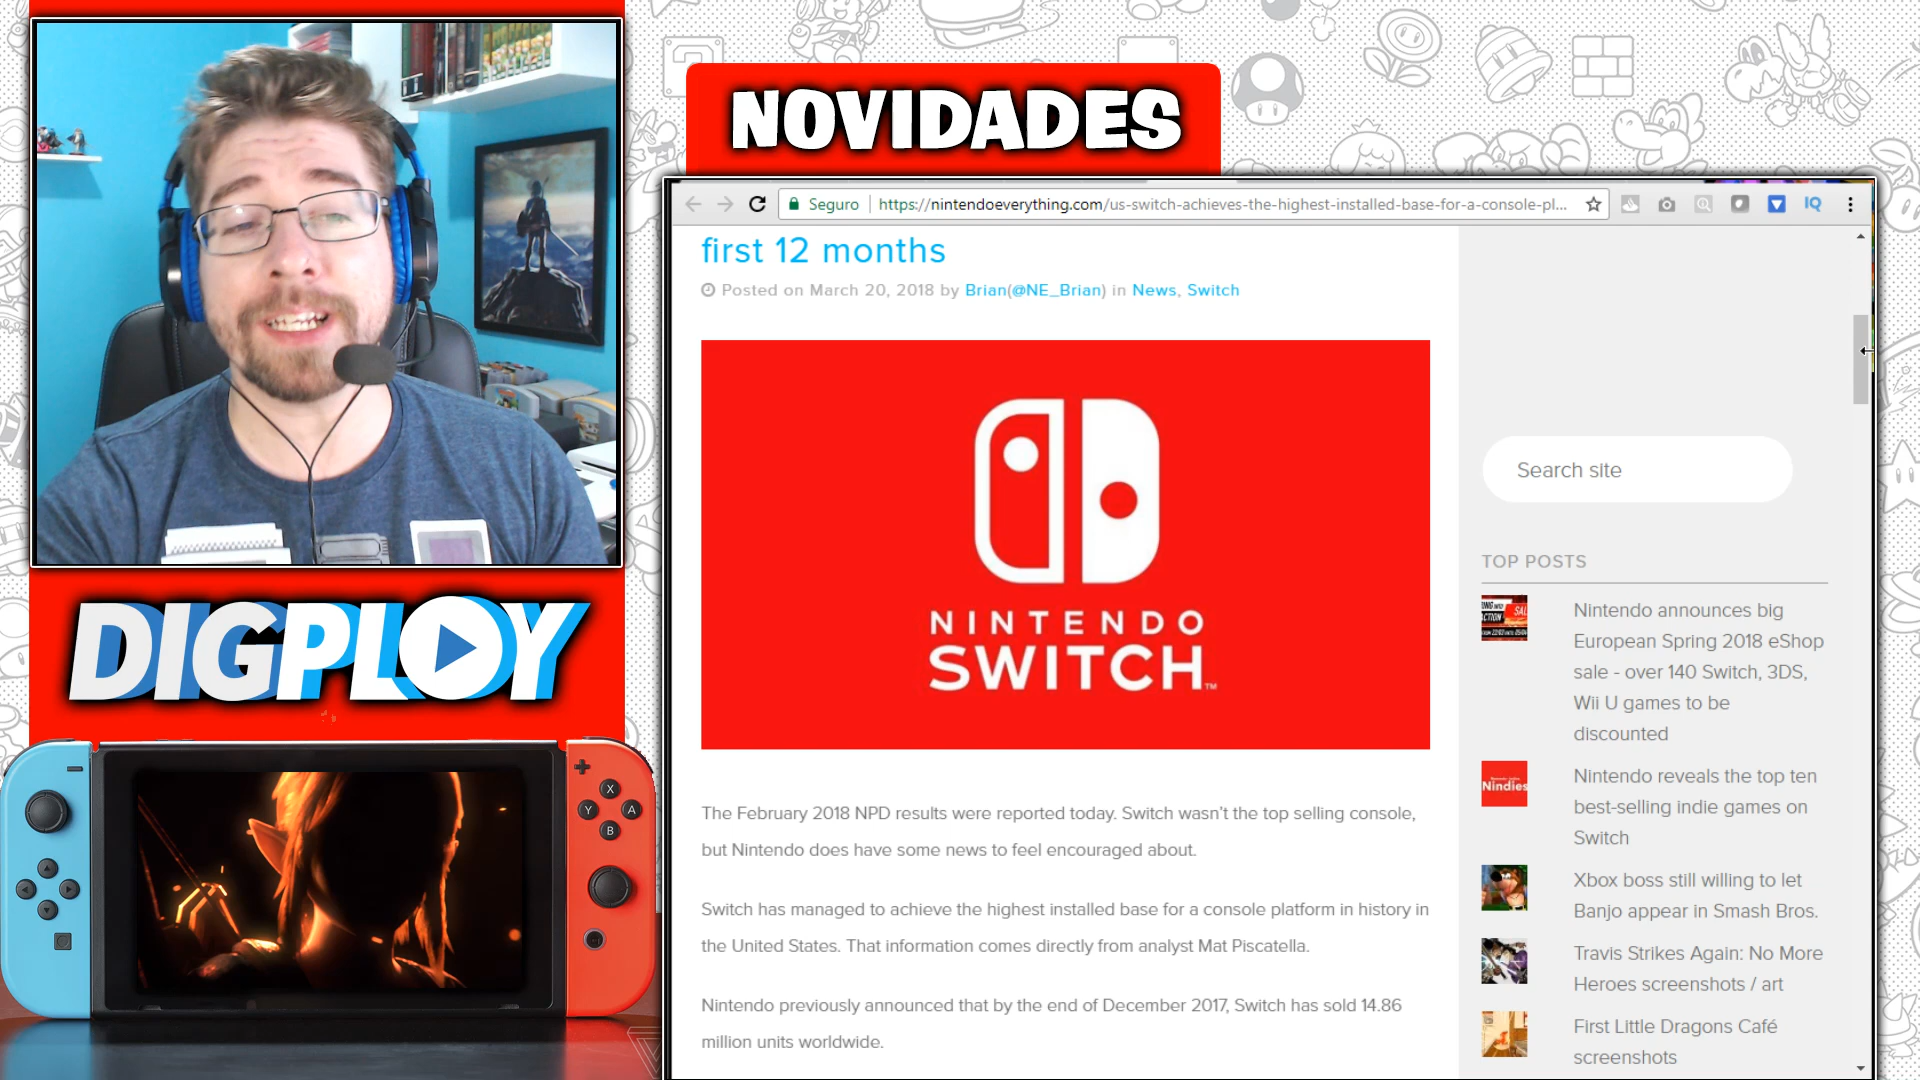 NOVIDADES
Seguro
https://nintendoeverything.com/us-switch-achieves-the-highest-installed-base-for-a-console-pl...
IQ
first 12 months
Posted on March 20, 2018 by Brian(@NE_Brian) in News, Switch
NINTENDO
SWITCH™
The February 2018 NPD results were reported today. Switch wasn't the top selling console,
but Nintendo does have some news to feel encouraged about.
Switch has managed to achieve the highest installed base for a console platform in history in
the United States. That information comes directly from analyst Mat Piscatella.
Nintendo previously announced that by the end of December 2017, Switch has sold 14.86
million units worldwide.
Search site
TOP POSTS
Nintendo announces big
European Spring 2018 eShop
sale - over 140 Switch, 3DS,
Wii U games to be
discounted
Nindies
Nintendo reveals the top ten
best-selling indie games on
Switch
Xbox boss still willing to let
Banjo appear in Smash Bros.
Travis Strikes Again: No More
Heroes screenshots / art
First Little Dragons Café
screenshots
DIGPLAY
X
Y
A
B